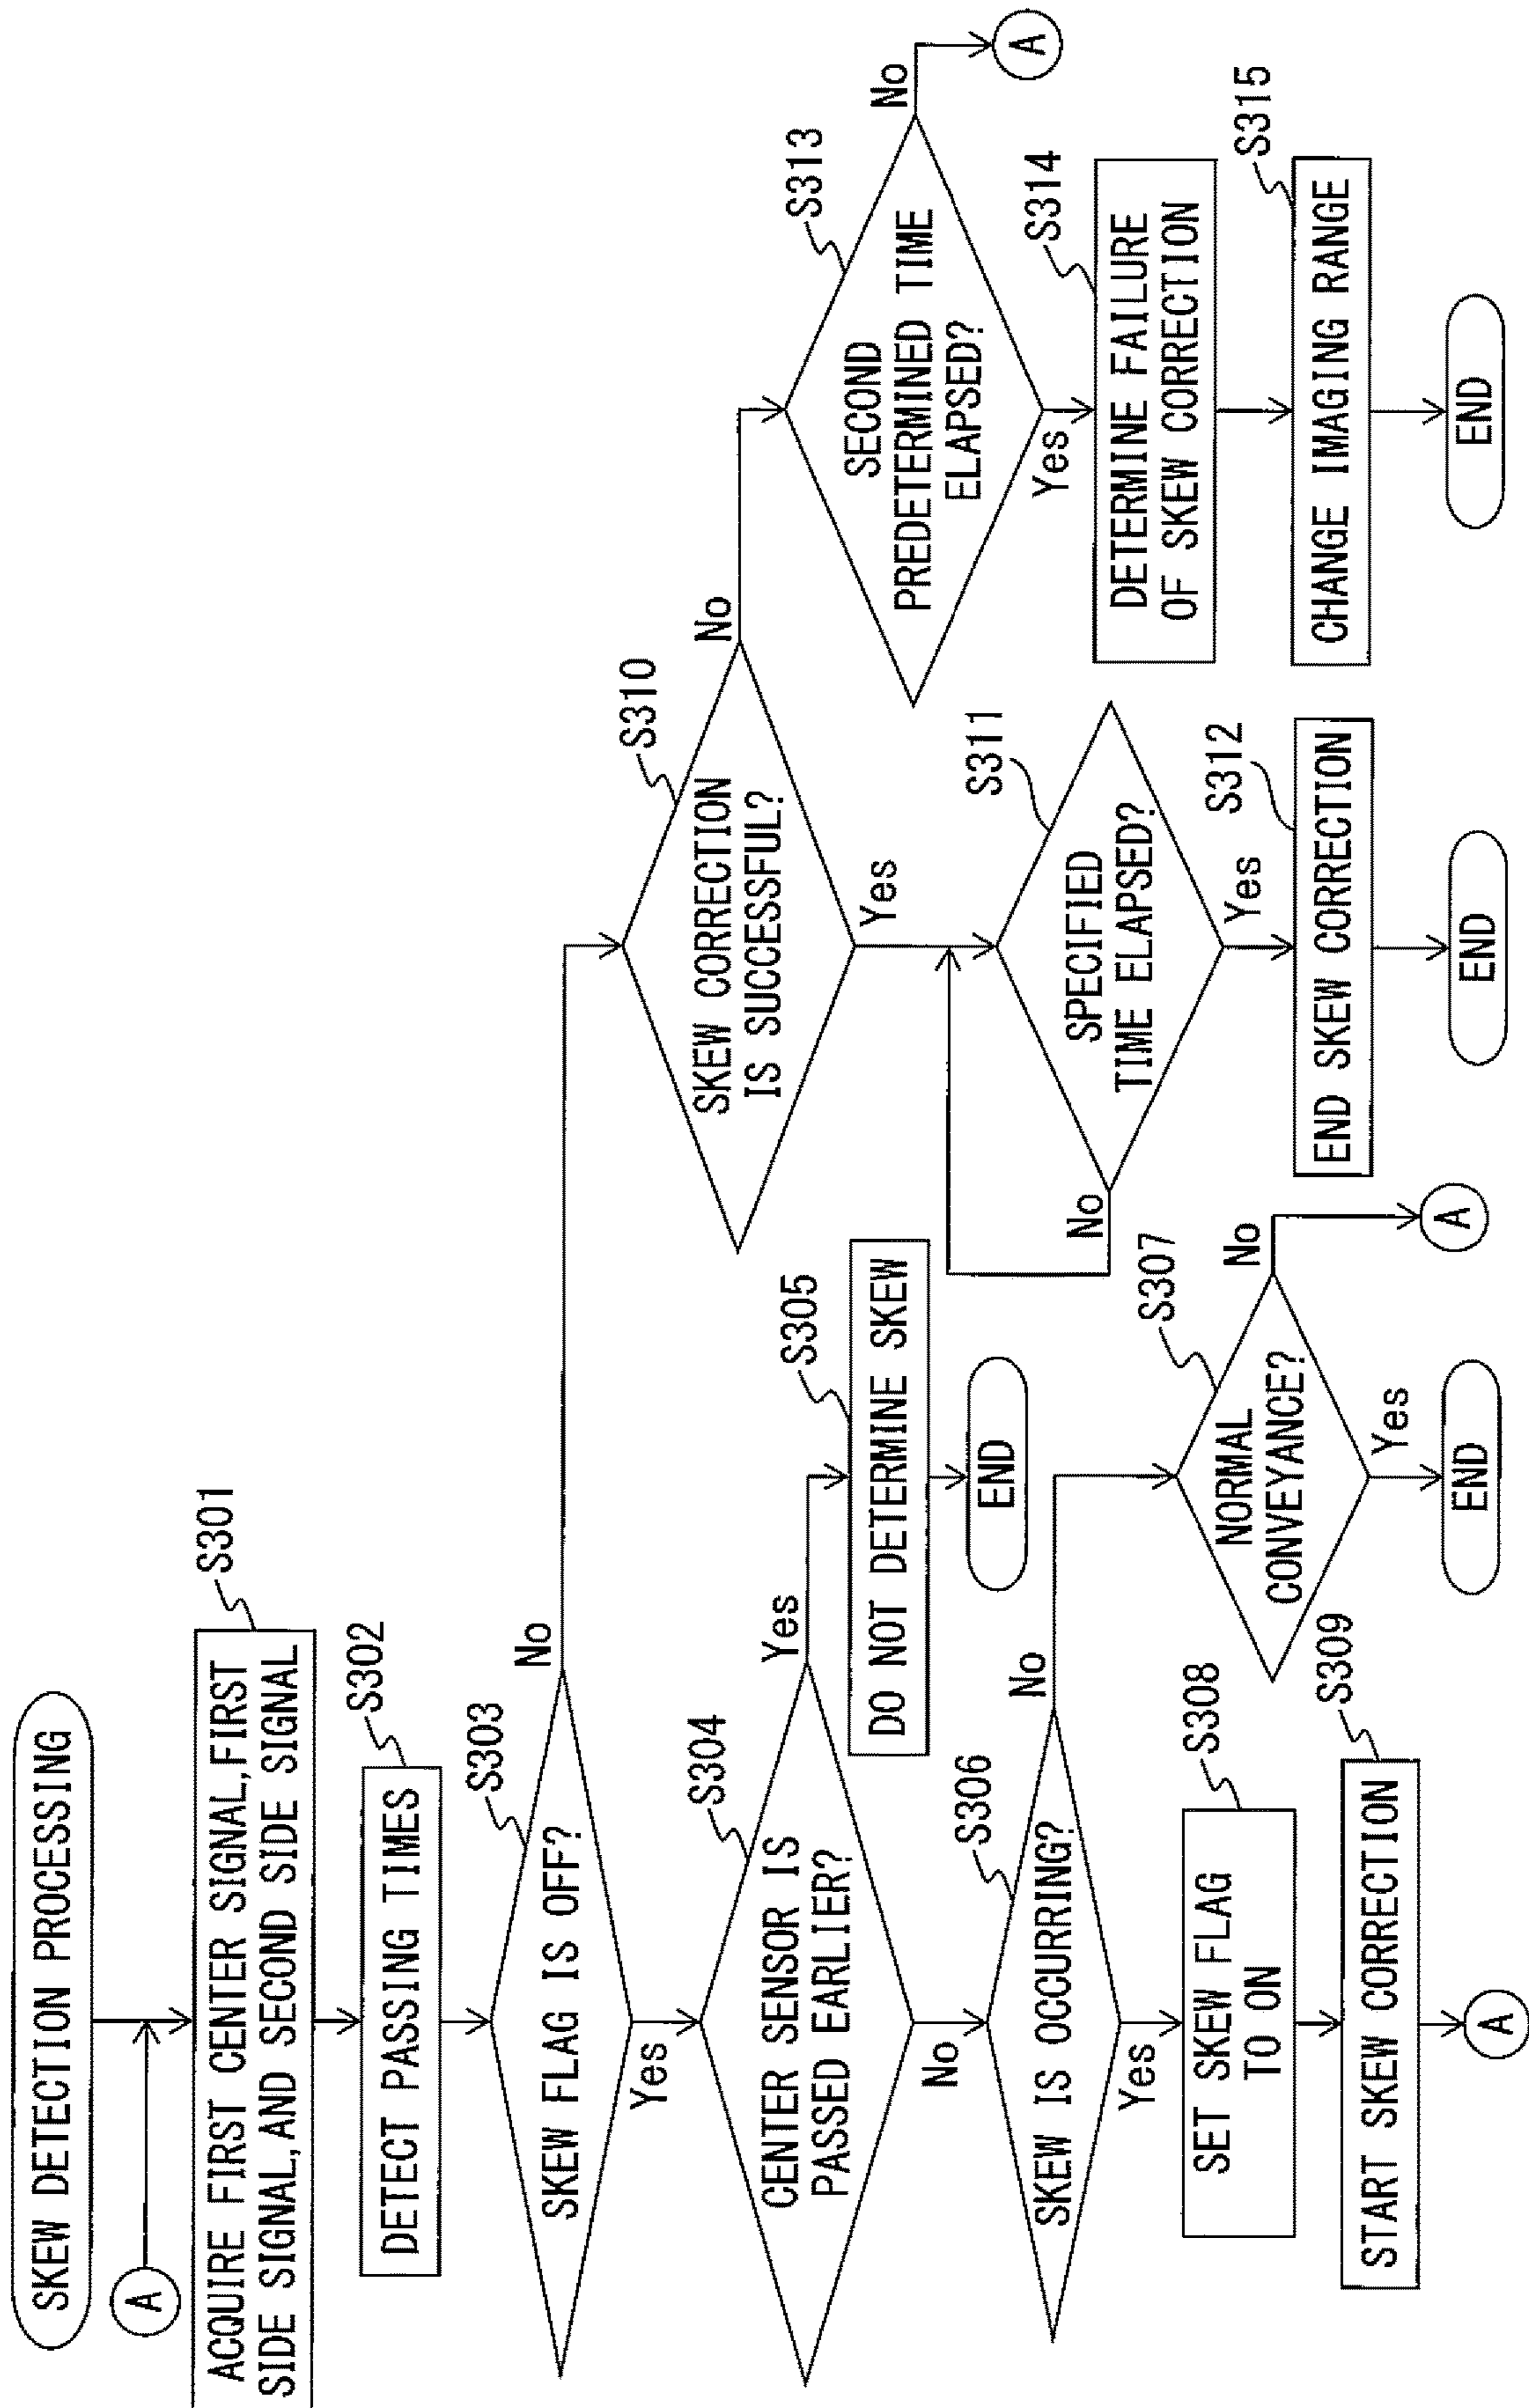 SKEW DETECTION PROCESSING
A
ACQUIRE FIRST CENTER SIGNAL,FIRST
SIDE SIGNAL,AND SECOND SIDE SIGNAL
S301
DETECT PASSING TIMES
S302
SKEW FLAG IS OFF?
S303
No
Yes
CENTER SENSOR IS
PASSED EARLIER?
S304
Yes
No
DO NOT DETERMINE SKEW
S305
END
SKEW IS OCCURRING?
S306
No
Yes
NORMAL
CONVEYANCE?
S307
No
A
Yes
END
SET SKEW FLAG
TO ON
S308
START SKEW CORRECTION
S309
A
SKEW CORRECTION
IS SUCCESSFUL?
S310
No
Yes
SPECIFIED
TIME ELAPSED?
S311
No
Yes
END SKEW CORRECTION
S312
END
SECOND
PREDETERMINED TIME
ELAPSED?
S313
No
A
Yes
DETERMINE FAILURE
OF SKEW CORRECTION
S314
CHANGE IMAGING RANGE
S315
END